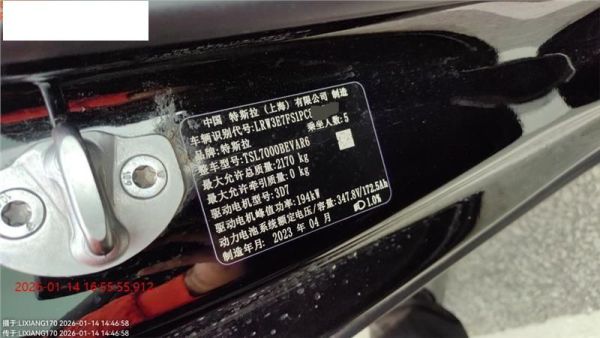 中国 特斯拉(上海)有限公司 制造
车辆识别代号:LRW3E7FS1PC
品牌:特斯拉 乘坐人数:5
整车型号:TSL7000BEVAR6
最大允许总质量:2170 kg
最大允许牵引质量:0 kg
驱动电机型号:3D7
驱动电机峰值功率:194kW
动力电池系统额定电压/容量:347.8V/172.5Ah
制造年月: 2023 年 04 月 1.0%
2026-01-14 16:55:55.912
摄于:LIXIANG170 2026-01-14 14:46:58
传于:LIXIANG170 2026-01-14 14:46:58